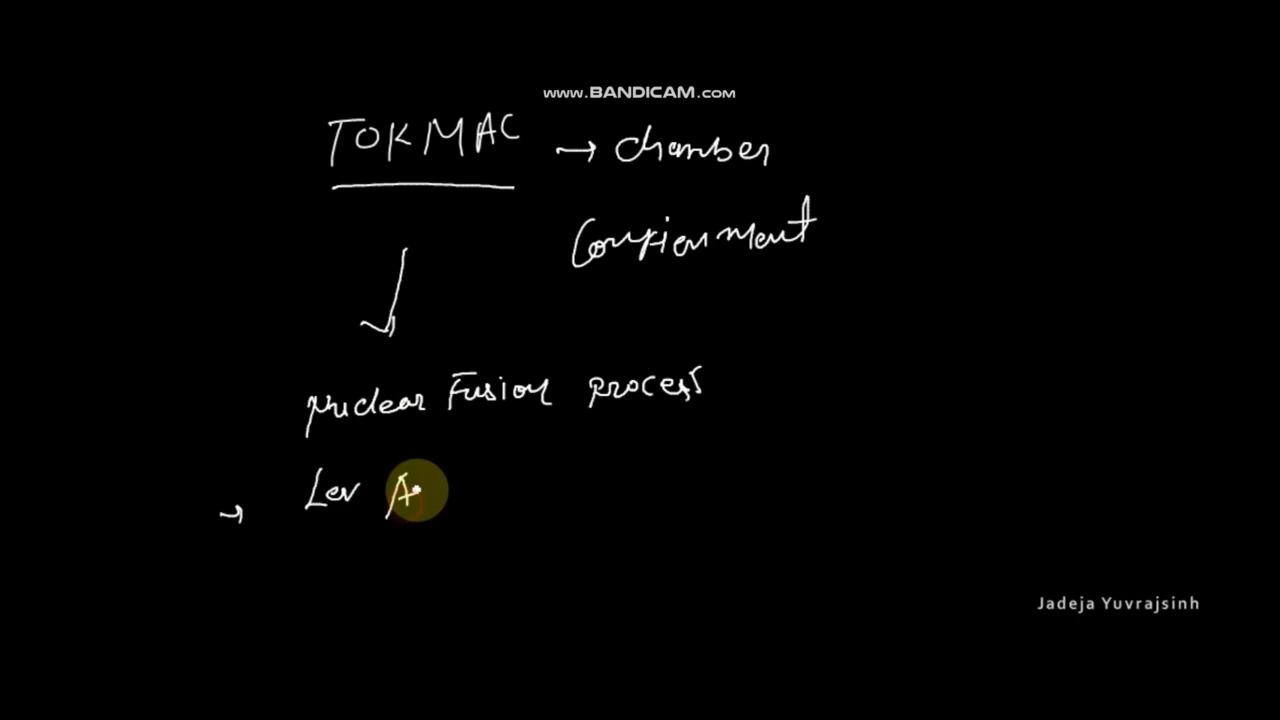 www.BANDICAM.com
TOKMAC → chamber
Confienment
Nuclear Fusion process
→ Lev A
Jadeja Yuvrajsinh